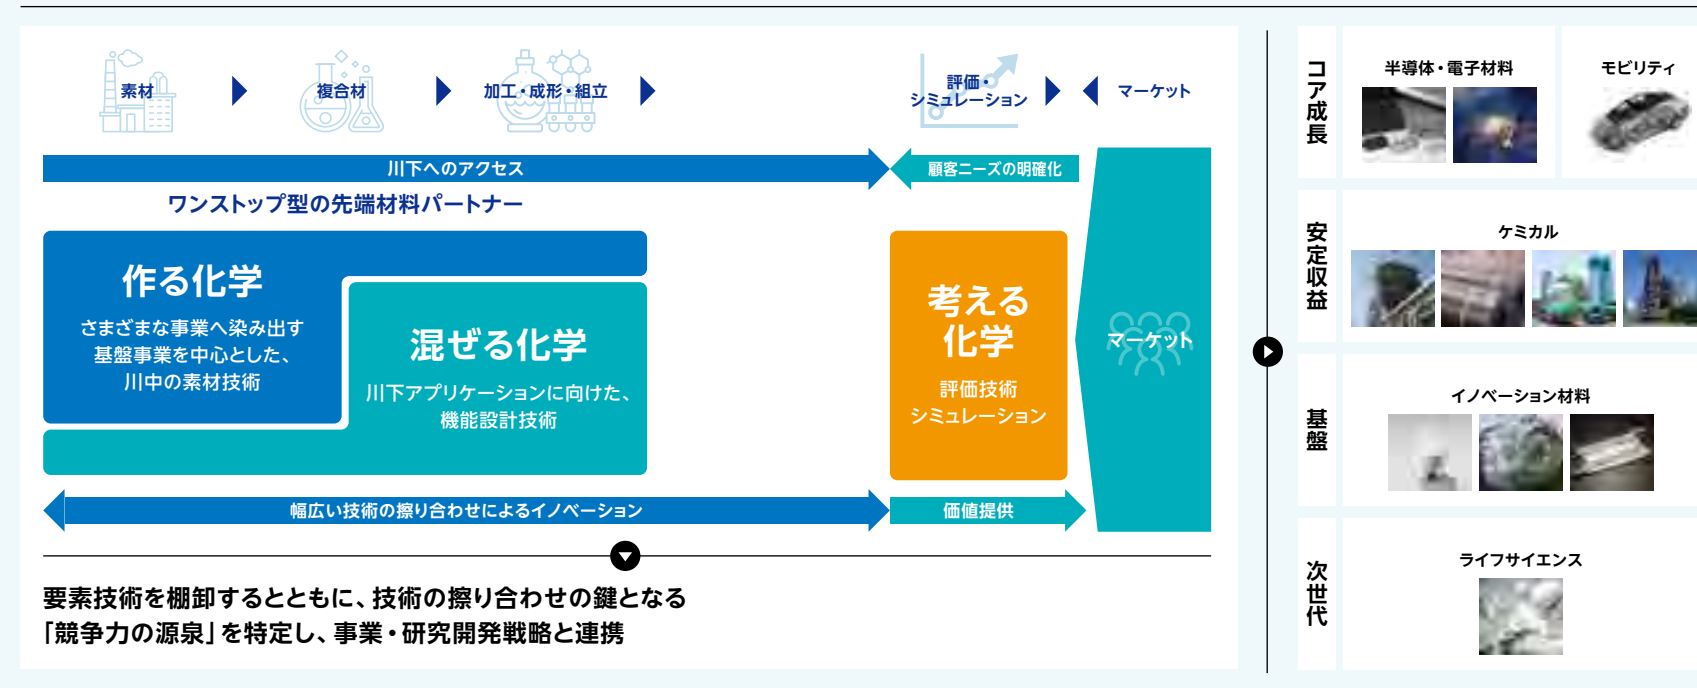 素材
複合材
加工・成形・組立
評価・
シミュレーション
マーケット
川下へのアクセス
顧客ニーズの明確化
ワンストップ型の先端材料パートナー
作る化学
さまざまな事業へ染み出す
基盤事業を中心とした、
川中の素材技術
混ぜる化学
川下アプリケーションに向けた、
機能設計技術
考える
化学
評価技術
シミュレーション
マーケット
幅広い技術の擦り合わせによるイノベーション
価値提供
要素技術を棚卸するとともに、技術の擦り合わせの鍵となる
「競争力の源泉」を特定し、事業・研究開発戦略と連携
コア成長
半導体・電子材料
モビリティ
安定収益
ケミカル
基盤
イノベーション材料
次世代
ライフサイエンス